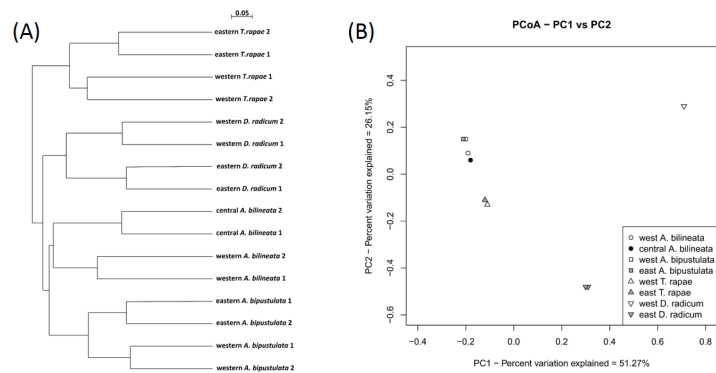 (A)
0.05
eastern T.rapae 2
eastern T.rapae 1
western T.rapae 1
western T.rapae 2
western D. radicum 2
western D. radicum 1
eastern D. radicum 2
eastern D. radicum 1
central A. bilineata 2
central A. bilineata 1
western A. bilineata 2
western A. bilineata 1
eastern A. bipustulata 1
eastern A. bipustulata 2
western A. bipustulata 1
western A. bipustulata 2
(B)
PCoA − PC1 vs PC2
PC2 − Percent variation explained = 26.15%
0.4
0.2
0.0
−0.2
−0.4
−0.6
west A. bilineata
central A. bilineata
west A. bipustulata
east A. bipustulata
west T. rapae
east T. rapae
west D. radicum
east D. radicum
−0.4 −0.2 0.0 0.2 0.4 0.6 0.8
PC1 − Percent variation explained = 51.27%